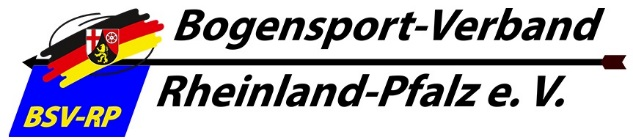 Bogensport-Verband
Rheinland-Pfalz e. V.
BSV-RP